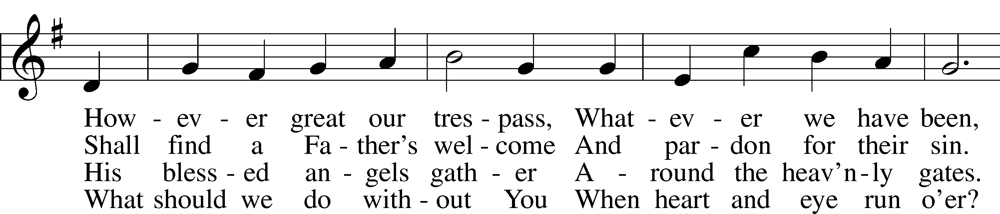 How - ev - er great our tres - pass, What - ev - er we have been,
Shall find a Fa - ther's wel - come And par - don for their sin.
His bless - ed an - gels gath - er A - round the heav'n - ly gates.
What should we do with - out You When heart and eye run o'er?